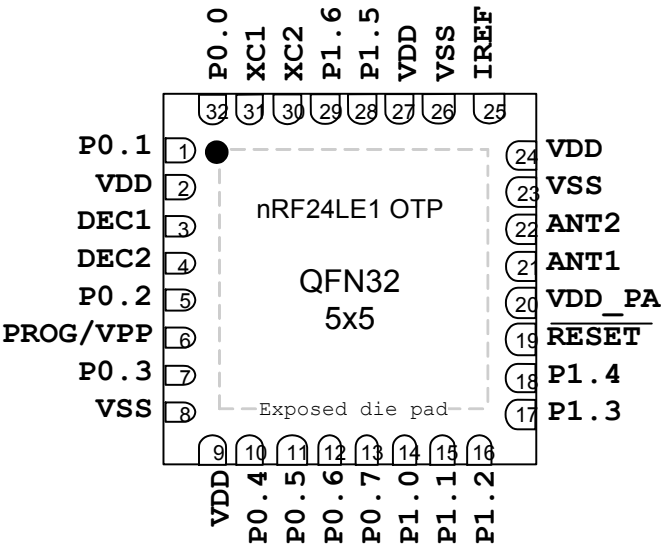 P0.0 XC1 XC2 P1.6 P1.5 VDD VSS IREF
32 31 30 29 28 27 26 25
P0.1 1 24 VDD
VDD 2 23 VSS
DEC1 3 22 ANT2
DEC2 4 21 ANT1
P0.2 5 20 VDD_PA
PROG/VPP 6 19 RESET
P0.3 7 18 P1.4
VSS 8 17 P1.3
nRF24LE1 OTP
QFN32
5x5
Exposed die pad
9 10 11 12 13 14 15 16
VDD P0.4 P0.5 P0.6 P0.7 P1.0 P1.1 P1.2